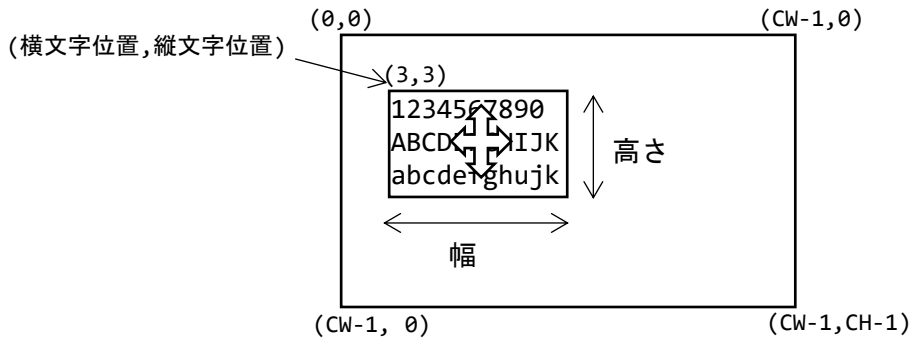 (0,0)
(CW-1,0)
(横文字位置,縦文字位置)
(3,3)
1234567890
ABCD IJK
abcdefghujk
高さ
幅
(CW-1, 0)
(CW-1,CH-1)